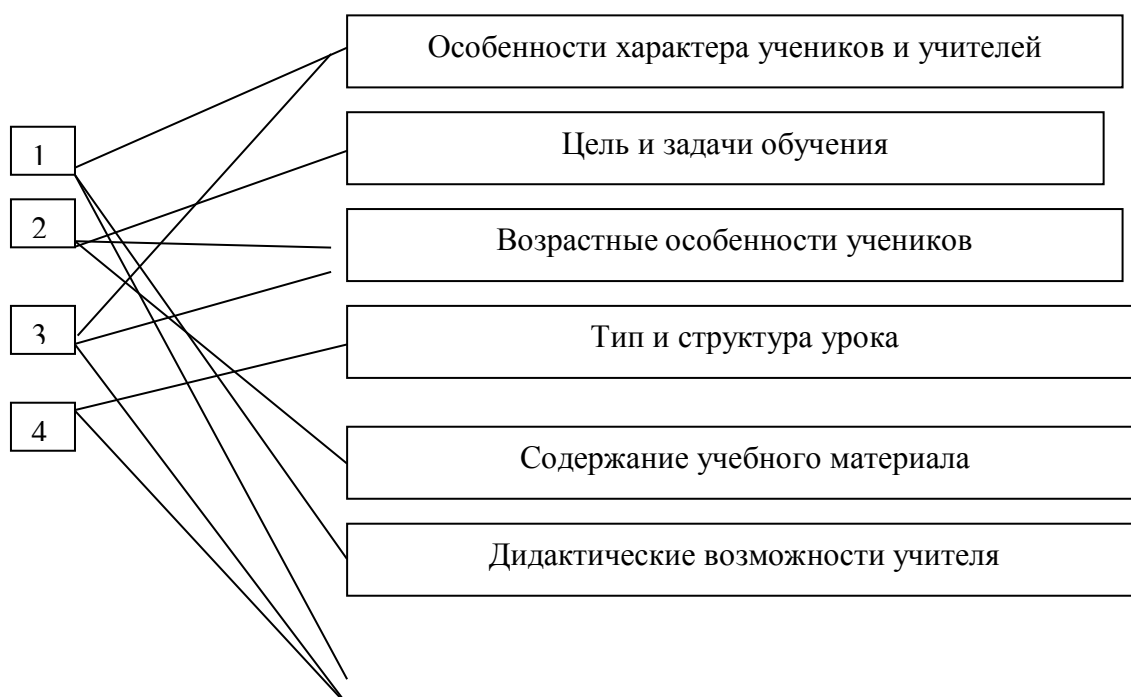 Особенности характера учеников и учителей
1
Цель и задачи обучения
2
Возрастные особенности учеников
3
Тип и структура урока
4
Содержание учебного материала
Дидактические возможности учителя